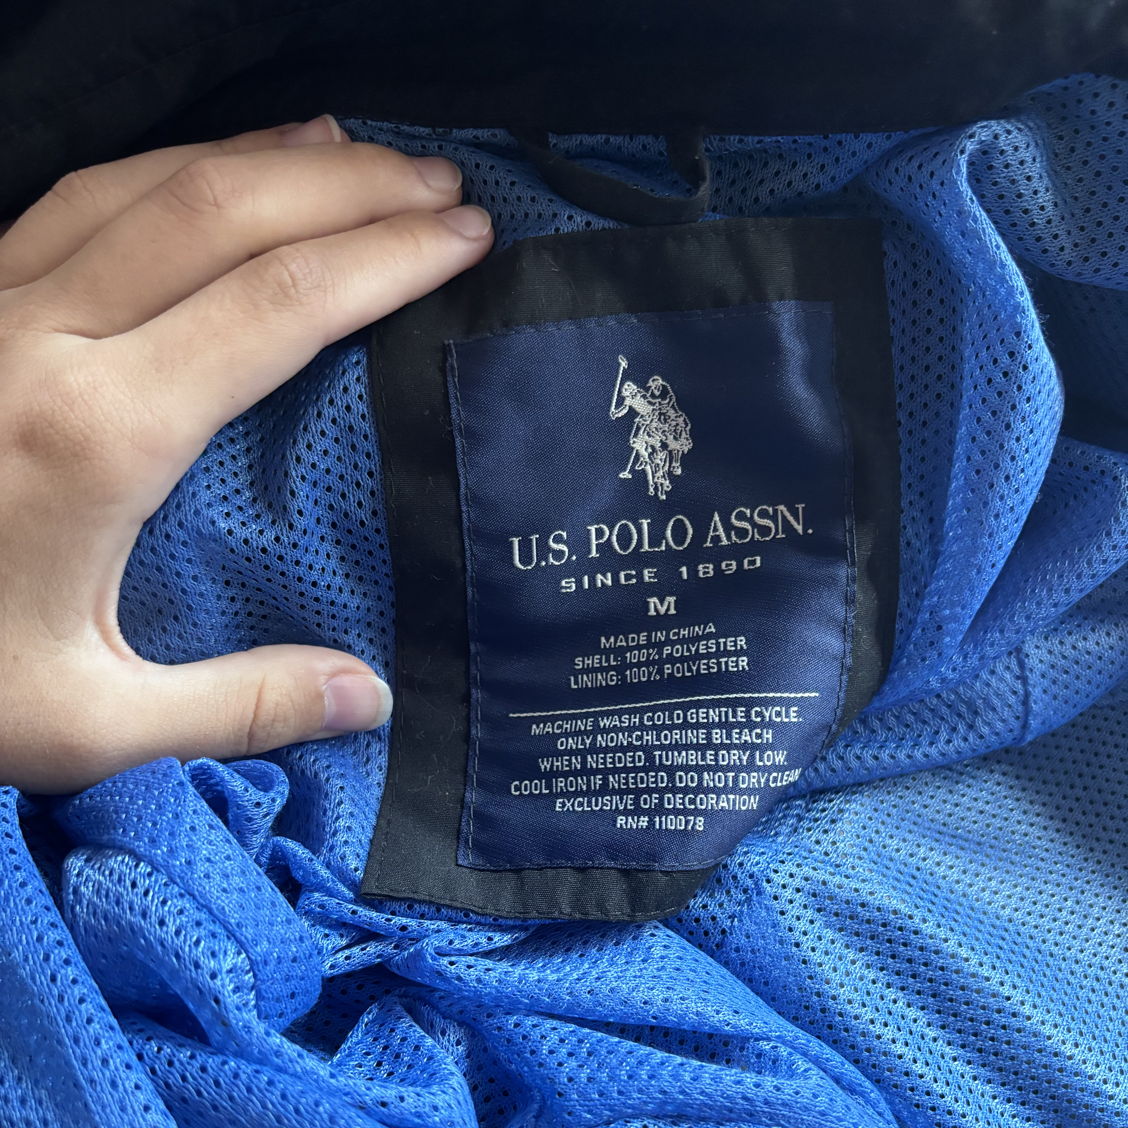 U.S. POLO ASSN.
SINCE 1890
M
MADE IN CHINA
SHELL: 100% POLYESTER
LINING: 100% POLYESTER
MACHINE WASH COLD GENTLE CYCLE.
ONLY NON-CHLORINE BLEACH
WHEN NEEDED. TUMBLE DRY LOW.
COOL IRON IF NEEDED. DO NOT DRY CLEAN
EXCLUSIVE OF DECORATION
RN# 110078